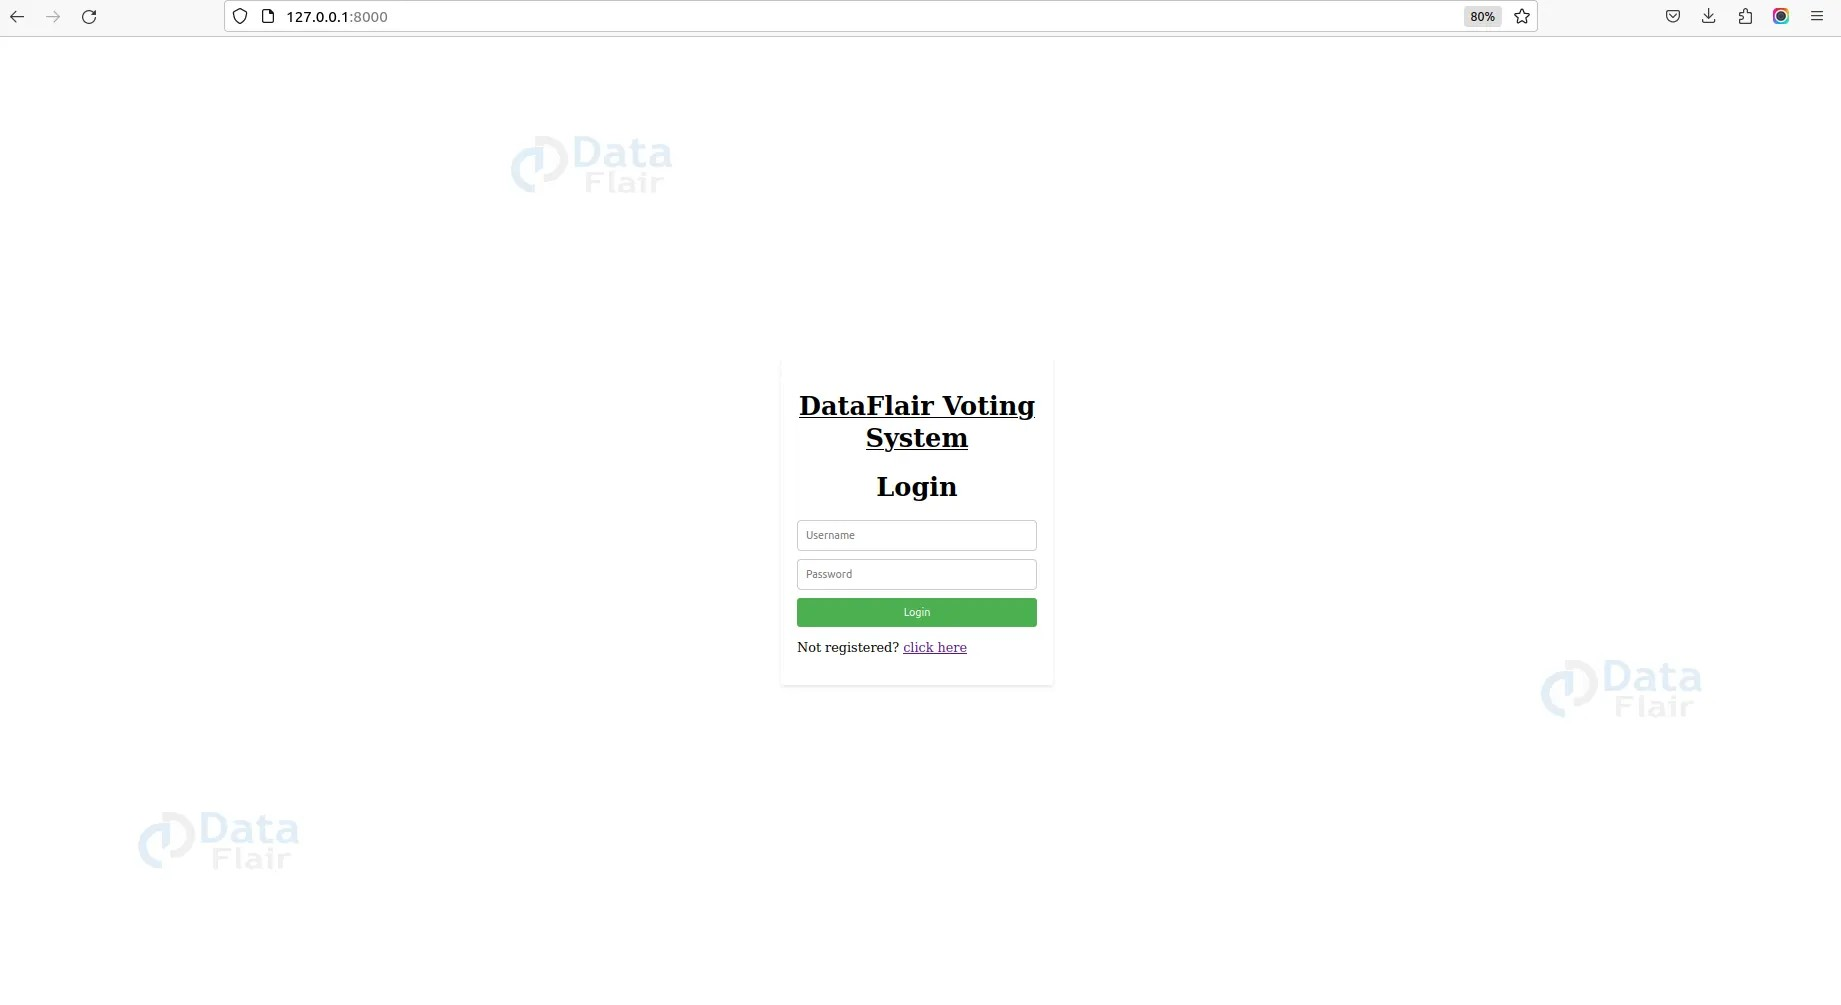 127.0.0.1:8000
80%
Data
Flair
DataFlair Voting
System
Login
Username
Password
Login
Not registered? click here
Data
Flair
Data
Flair